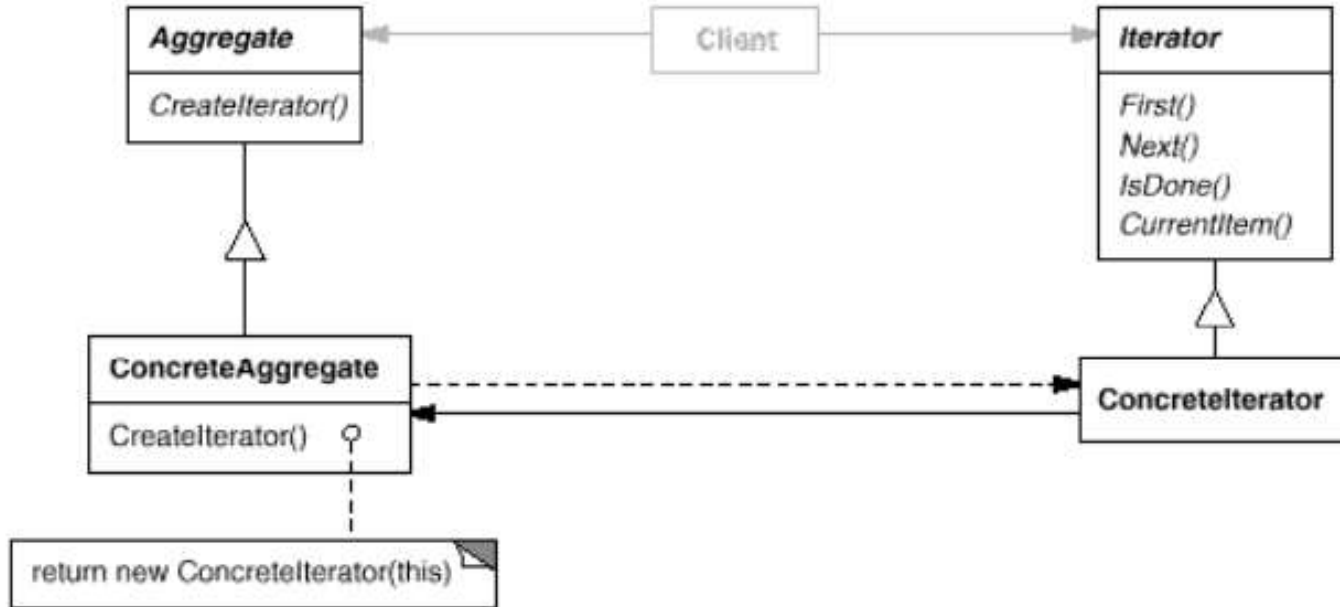 Aggregate
CreateIterator()
Client
Iterator
First()
Next()
IsDone()
CurrentItem()
ConcreteAggregate
CreateIterator()
ConcreteIterator
return new ConcreteIterator(this)